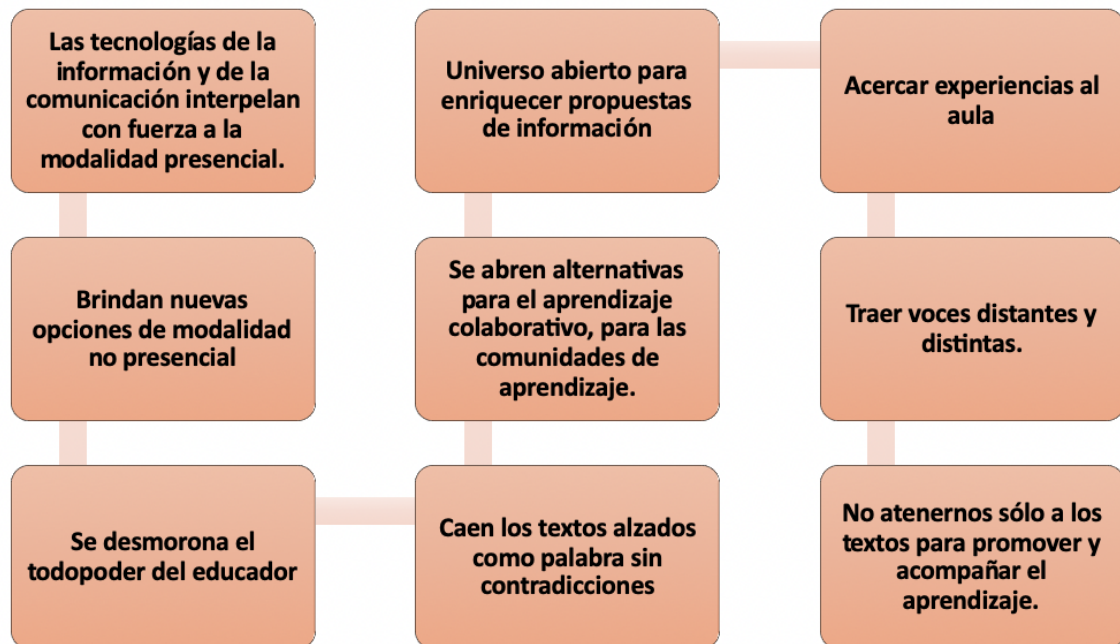 Las tecnologías de la
información y de la
comunicación interpelan
con fuerza a la
modalidad presencial.
Brindan nuevas
opciones de modalidad
no presencial
Se desmorona el
todopoder del educador
Caen los textos alzados
como palabra sin
contradicciones
Se abren alternativas
para el aprendizaje
colaborativo, para las
comunidades de
aprendizaje.
Universo abierto para
enriquecer propuestas
de información
Acercar experiencias al
aula
Traer voces distantes y
distintas.
No atenernos sólo a los
textos para promover y
acompañar el
aprendizaje.